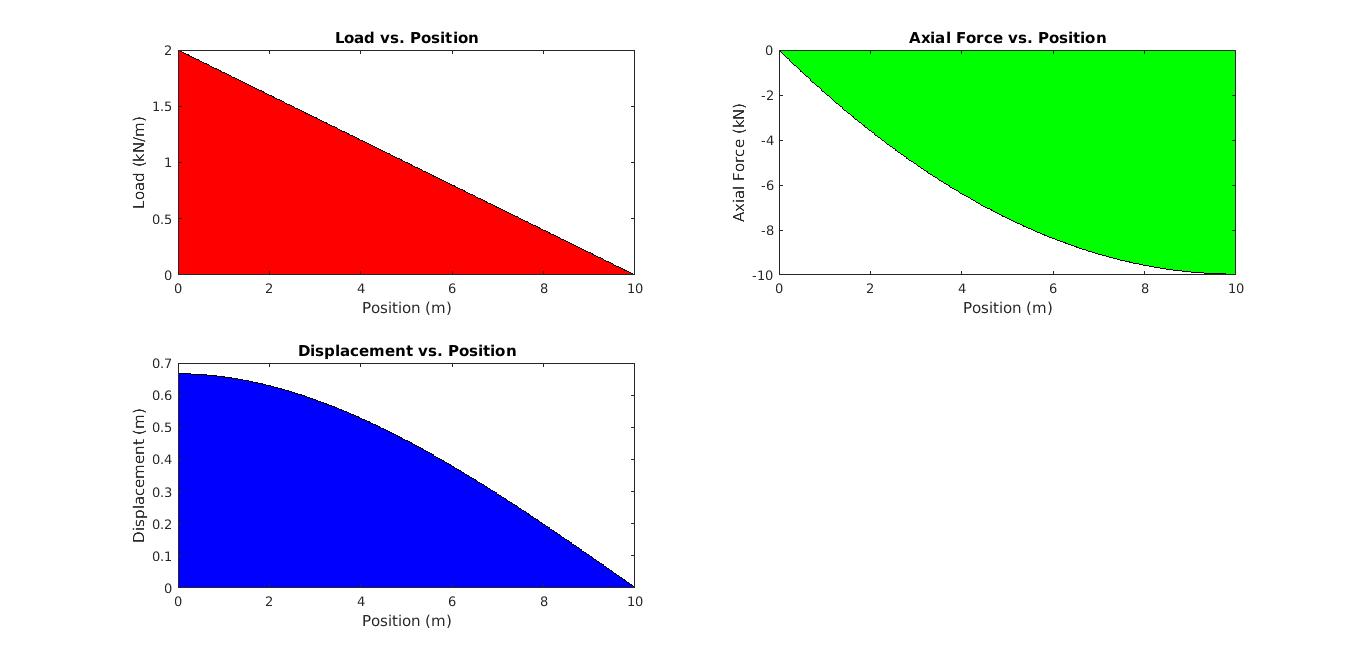 Load vs. Position
2
1.5
1
0.5
0
Load (kN/m)
0 2 4 6 8 10
Position (m)
Axial Force vs. Position
0
-2
-4
-6
-8
-10
Axial Force (kN)
0 2 4 6 8 10
Position (m)
Displacement vs. Position
0.7
0.6
0.5
0.4
0.3
0.2
0.1
0
Displacement (m)
0 2 4 6 8 10
Position (m)